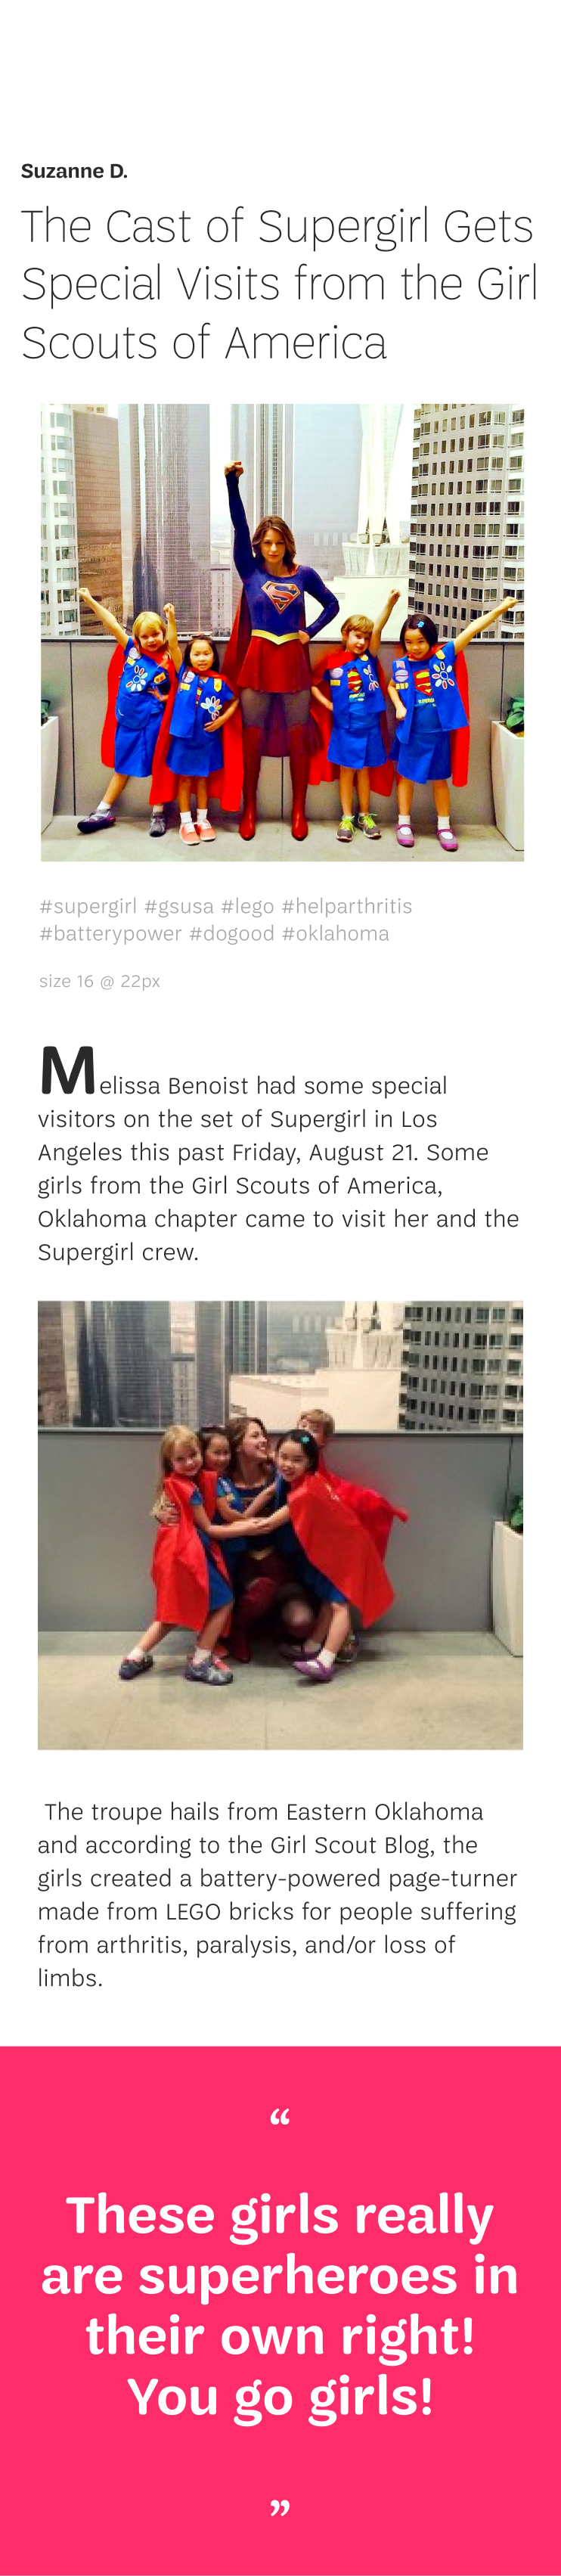 Suzanne D.
The Cast of Supergirl Gets
Special Visits from the Girl
Scouts of America
#supergirl #gsusa #lego #helparthritis
#batterypower #dogood #oklahoma
size 16 @ 22px
Melissa Benoist had some special
visitors on the set of Supergirl in Los
Angeles this past Friday, August 21. Some
girls from the Girl Scouts of America,
Oklahoma chapter came to visit her and the
Supergirl crew.
The troupe hails from Eastern Oklahoma
and according to the Girl Scout Blog, the
girls created a battery-powered page-turner
made from LEGO bricks for people suffering
from arthritis, paralysis, and/or loss of
limbs.
“
These girls really
are superheroes in
their own right!
You go girls!
”